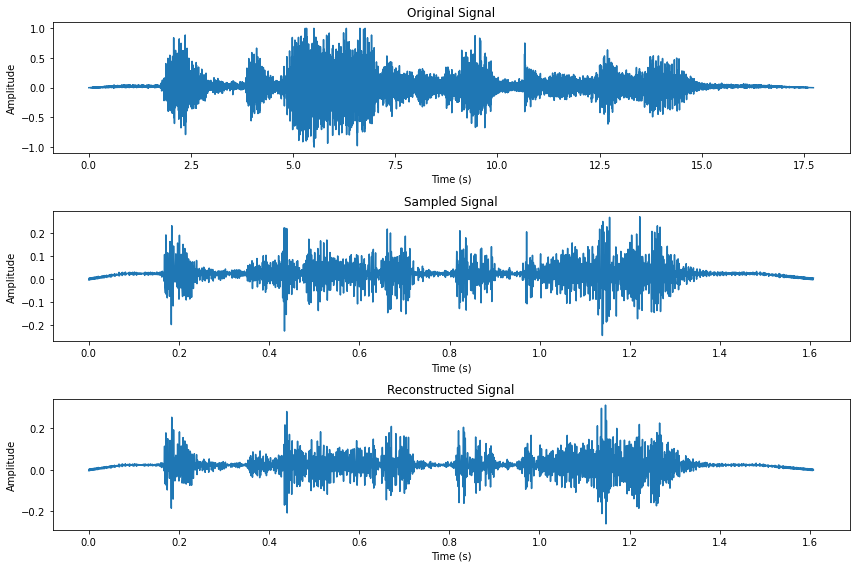 Original Signal
1.0
0.5
0.0
−0.5
−1.0
Amplitude
0.0 2.5 5.0 7.5 10.0 12.5 15.0 17.5
Time (s)
Sampled Signal
0.2
0.1
0.0
−0.1
−0.2
Amplitude
0.0 0.2 0.4 0.6 0.8 1.0 1.2 1.4 1.6
Time (s)
Reconstructed Signal
0.2
0.0
−0.2
Amplitude
0.0 0.2 0.4 0.6 0.8 1.0 1.2 1.4 1.6
Time (s)